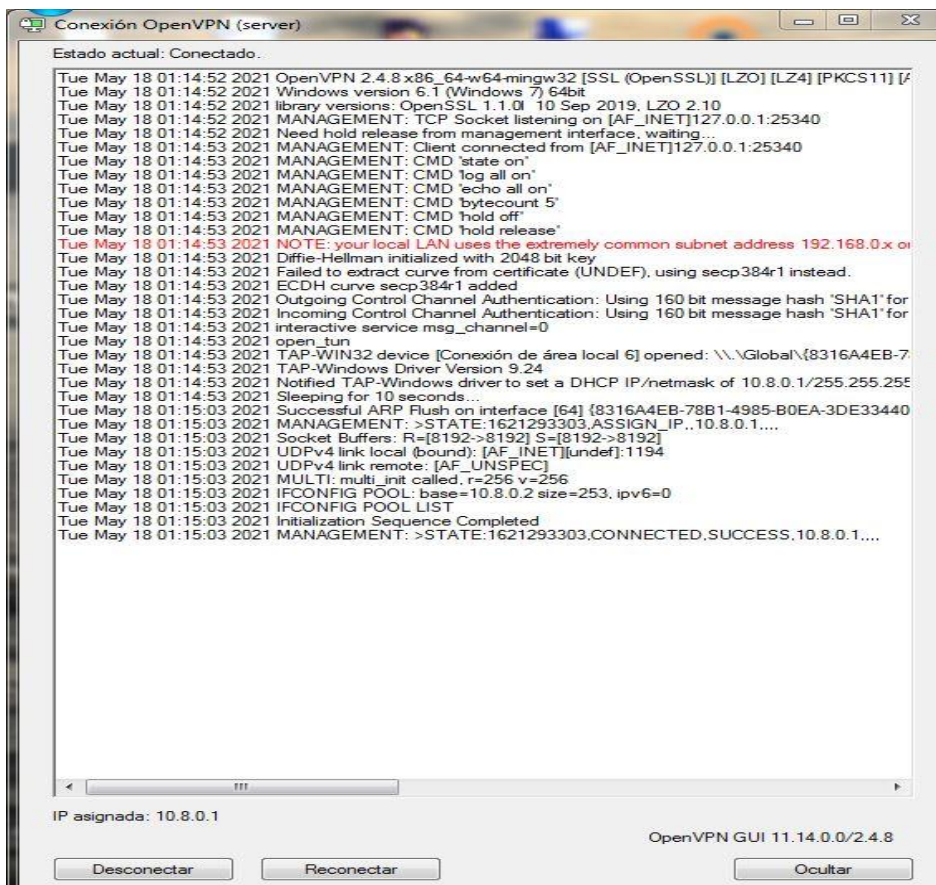 Conexión OpenVPN (server)
Estado actual: Conectado.
Tue May 18 01:14:52 2021 OpenVPN 2.4.8 x86_64-w64-mingw32 [SSL (OpenSSL)] [LZO] [LZ4] [PKCS11] [A
Tue May 18 01:14:52 2021 Windows version 6.1 (Windows 7) 64bit
Tue May 18 01:14:52 2021 library versions: OpenSSL 1.1.0l 10 Sep 2019, LZO 2.10
Tue May 18 01:14:52 2021 MANAGEMENT: TCP Socket listening on [AF_INET]127.0.0.1:25340
Tue May 18 01:14:52 2021 Need hold release from management interface, waiting...
Tue May 18 01:14:53 2021 MANAGEMENT: Client connected from [AF_INET]127.0.0.1:25340
Tue May 18 01:14:53 2021 MANAGEMENT: CMD 'state on'
Tue May 18 01:14:53 2021 MANAGEMENT: CMD 'log all on'
Tue May 18 01:14:53 2021 MANAGEMENT: CMD 'echo all on'
Tue May 18 01:14:53 2021 MANAGEMENT: CMD 'bytecount 5'
Tue May 18 01:14:53 2021 MANAGEMENT: CMD 'hold off'
Tue May 18 01:14:53 2021 MANAGEMENT: CMD 'hold release'
Tue May 18 01:14:53 2021 NOTE: your local LAN uses the extremely common subnet address 192.168.0.x or
Tue May 18 01:14:53 2021 Diffie-Hellman initialized with 2048 bit key
Tue May 18 01:14:53 2021 Failed to extract curve from certificate (UNDEF), using secp384r1 instead.
Tue May 18 01:14:53 2021 ECDH curve secp384r1 added
Tue May 18 01:14:53 2021 Outgoing Control Channel Authentication: Using 160 bit message hash 'SHA1' for
Tue May 18 01:14:53 2021 Incoming Control Channel Authentication: Using 160 bit message hash 'SHA1' for
Tue May 18 01:14:53 2021 interactive service msg_channel=0
Tue May 18 01:14:53 2021 open_tun
Tue May 18 01:14:53 2021 TAP-WIN32 device [Conexión de área local 6] opened: \\.\Global\{8316A4EB-7
Tue May 18 01:14:53 2021 TAP-Windows Driver Version 9.24
Tue May 18 01:14:53 2021 Notified TAP-Windows driver to set a DHCP IP/netmask of 10.8.0.1/255.255.255
Tue May 18 01:14:53 2021 Sleeping for 10 seconds...
Tue May 18 01:15:03 2021 Successful ARP Flush on interface [64] {8316A4EB-78B1-4985-B0EA-3DE33440
Tue May 18 01:15:03 2021 MANAGEMENT: >STATE:1621293303,ASSIGN_IP,,10.8.0.1,,,,
Tue May 18 01:15:03 2021 Socket Buffers: R=[8192->8192] S=[8192->8192]
Tue May 18 01:15:03 2021 UDPv4 link local (bound): [AF_INET][undef]:1194
Tue May 18 01:15:03 2021 UDPv4 link remote: [AF_UNSPEC]
Tue May 18 01:15:03 2021 MULTI: multi_init called, r=256 v=256
Tue May 18 01:15:03 2021 IFCONFIG POOL: base=10.8.0.2 size=253, ipv6=0
Tue May 18 01:15:03 2021 IFCONFIG POOL LIST
Tue May 18 01:15:03 2021 Initialization Sequence Completed
Tue May 18 01:15:03 2021 MANAGEMENT: >STATE:1621293303,CONNECTED,SUCCESS,10.8.0.1,,,,
IP asignada: 10.8.0.1
OpenVPN GUI 11.14.0.0/2.4.8
Desconectar
Reconectar
Ocultar